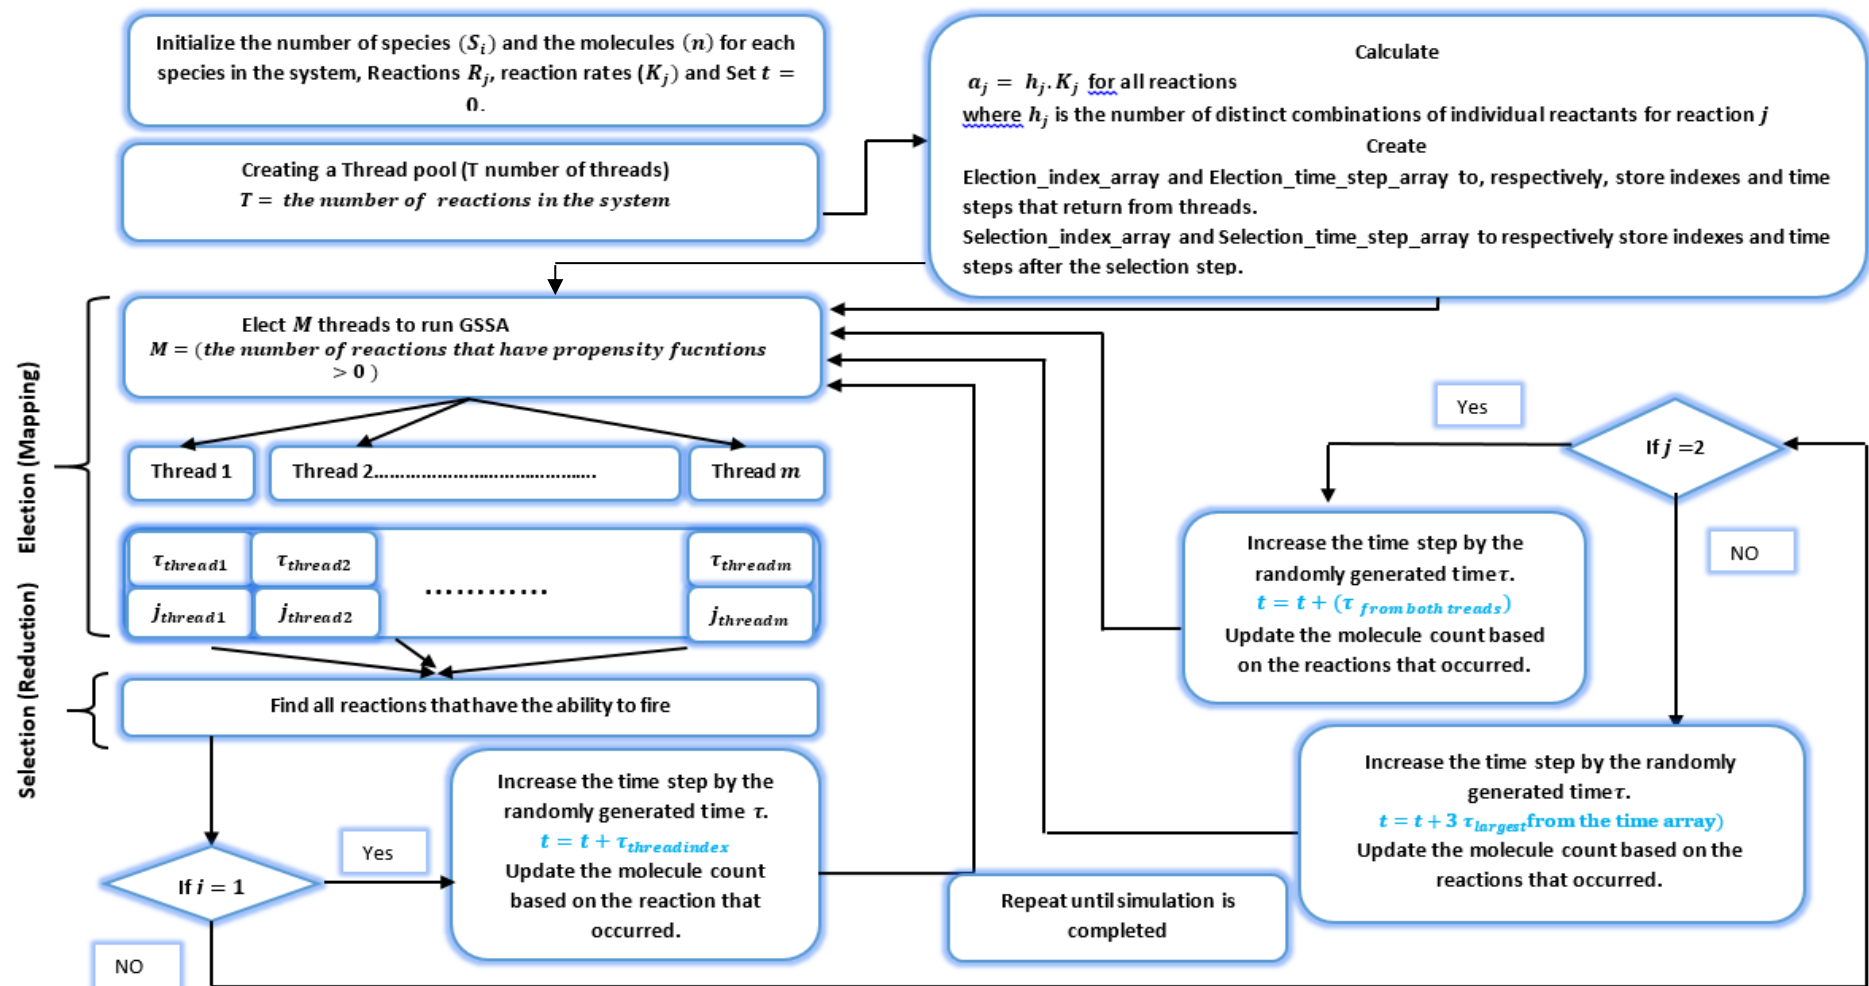 Initialize the number of species (Sᵢ) and the molecules (n) for each
species in the system, Reactions Rⱼ, reaction rates (Kⱼ) and Set t =
0.
Creating a Thread pool (T number of threads)
T = the number of reactions in the system
Calculate
aⱼ = hⱼ.Kⱼ for all reactions
where hⱼ is the number of distinct combinations of individual reactants for reaction j
Create
Election_index_array and Election_time_step_array to, respectively, store indexes and time
steps that return from threads.
Selection_index_array and Selection_time_step_array to respectively store indexes and time
steps after the selection step.
Election (Mapping)
Elect M threads to run GSSA
M = (the number of reactions that have propensity fucntions
> 0 )
Thread 1
Thread 2............................................
Thread m
τ thread1
τ thread2
.............
τ threadm
j thread1
j thread2
j threadm
Selection (Reduction)
Find all reactions that have the ability to fire
If i = 1
Yes
NO
Increase the time step by the
randomly generated time τ.
t = t + τ threadindex
Update the molecule count
based on the reaction that
occurred.
Repeat until simulation is
completed
If j =2
Yes
NO
Increase the time step by the
randomly generated time τ.
t = t + (τ from both treads)
Update the molecule count based
on the reactions that occurred.
Increase the time step by the randomly
generated time τ.
t = t + 3 τ largest from the time array)
Update the molecule count based on the
reactions that occurred.